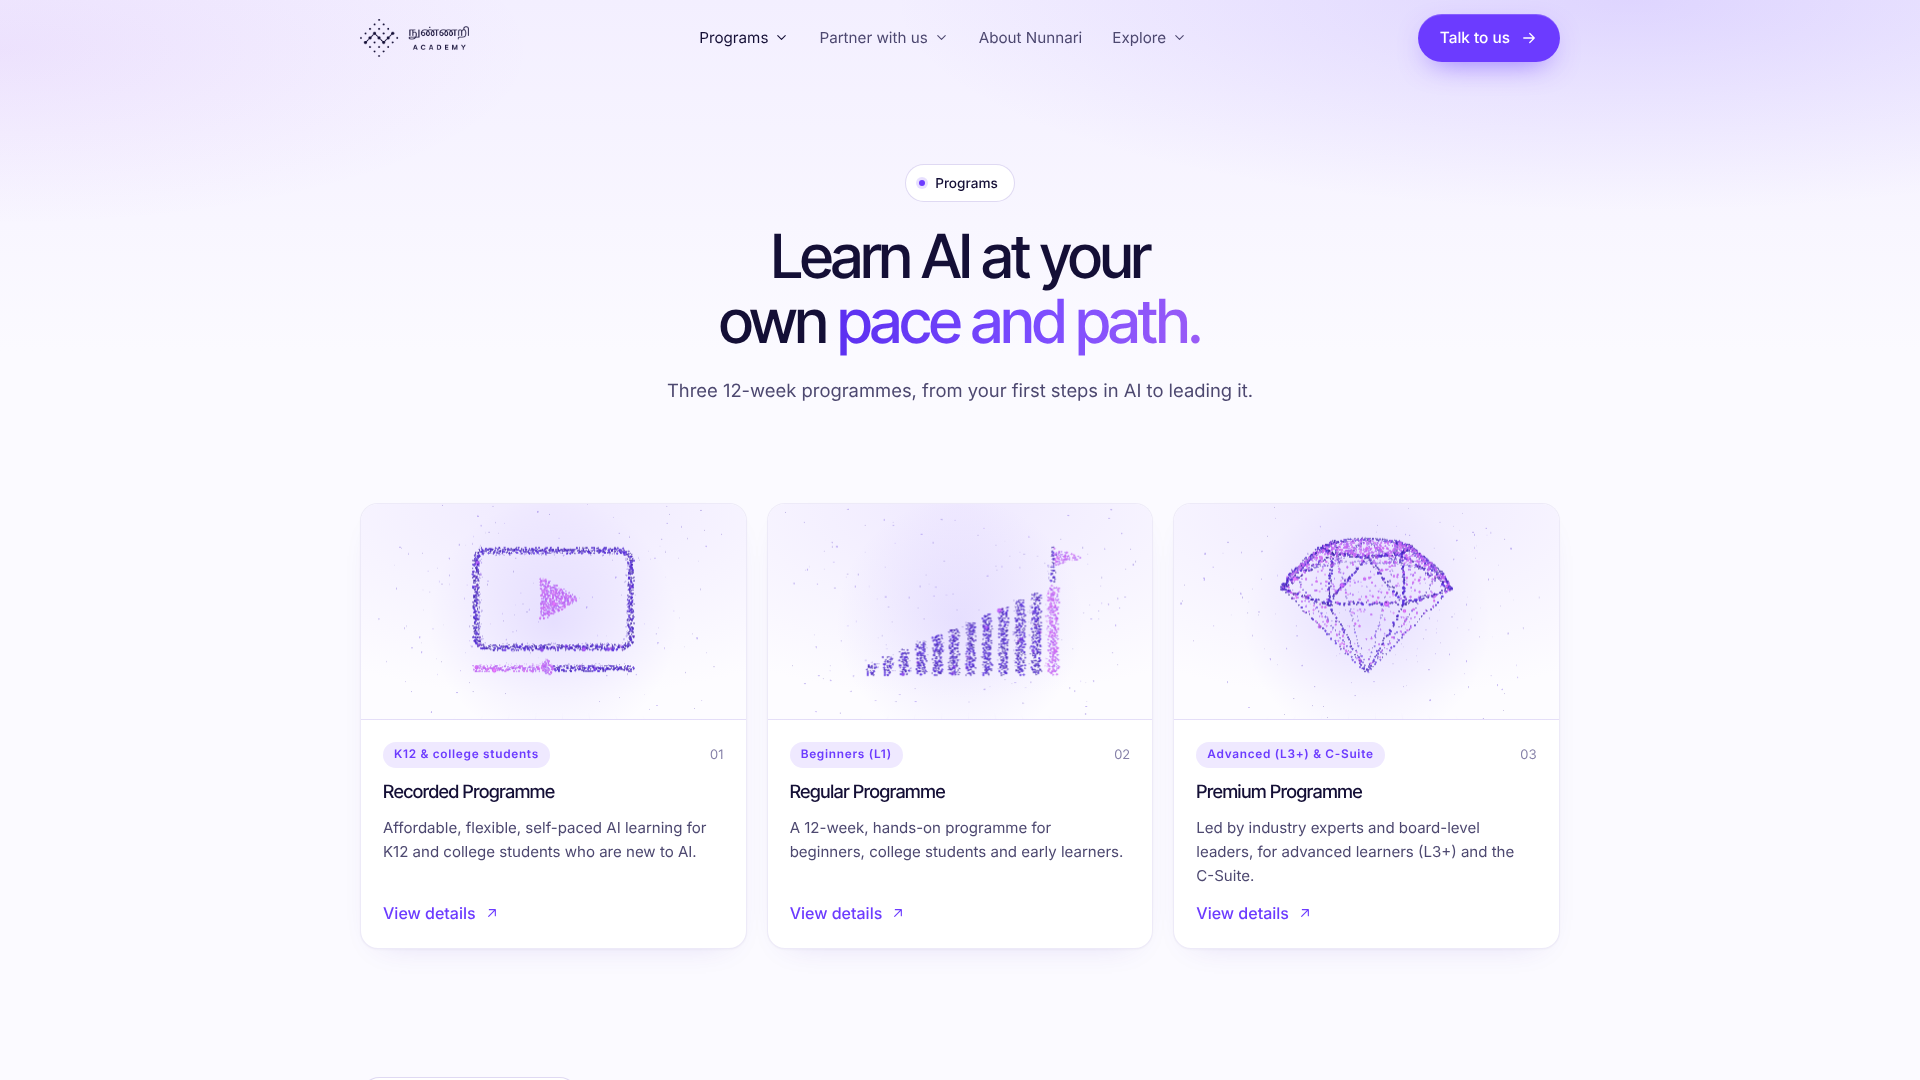 நுண்ணறி
ACADEMY
Programs
Partner with us
About Nunnari
Explore
Talk to us
Programs
Learn AI at your
own pace and path.
Three 12-week programmes, from your first steps in AI to leading it.
K12 & college students
01
Recorded Programme
Affordable, flexible, self-paced AI learning for
K12 and college students who are new to AI.
View details
Beginners (L1)
02
Regular Programme
A 12-week, hands-on programme for
beginners, college students and early learners.
View details
Advanced (L3+) & C-Suite
03
Premium Programme
Led by industry experts and board-level
leaders, for advanced learners (L3+) and the
C-Suite.
View details